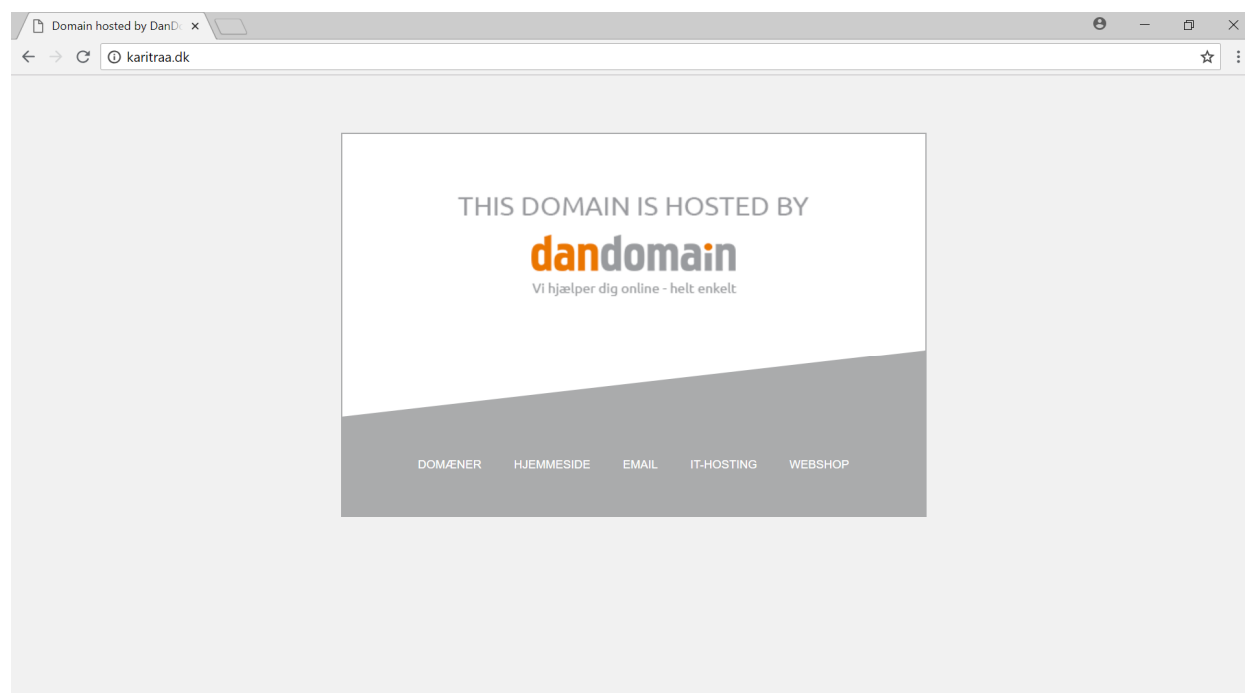 Domain hosted by DanD
karitraa.dk
THIS DOMAIN IS HOSTED BY
dandomain
Vi hjælper dig online - helt enkelt
DOMÆNER HJEMMESIDE EMAIL IT-HOSTING WEBSHOP